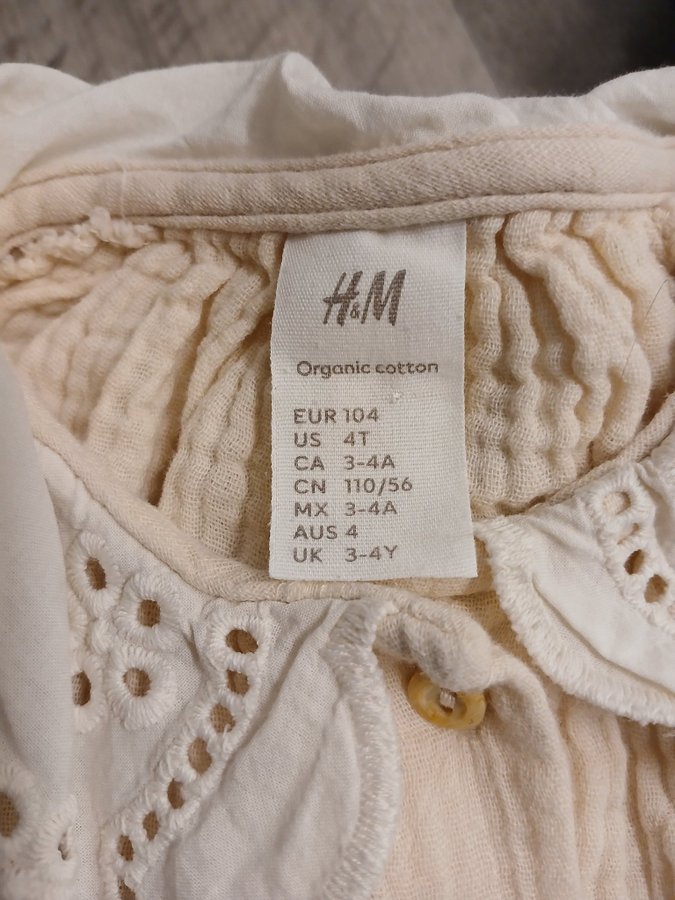 H&M
Organic cotton
EUR 104
US 4T
CA 3-4A
CN 110/56
MX 3-4A
AUS 4
UK 3-4Y